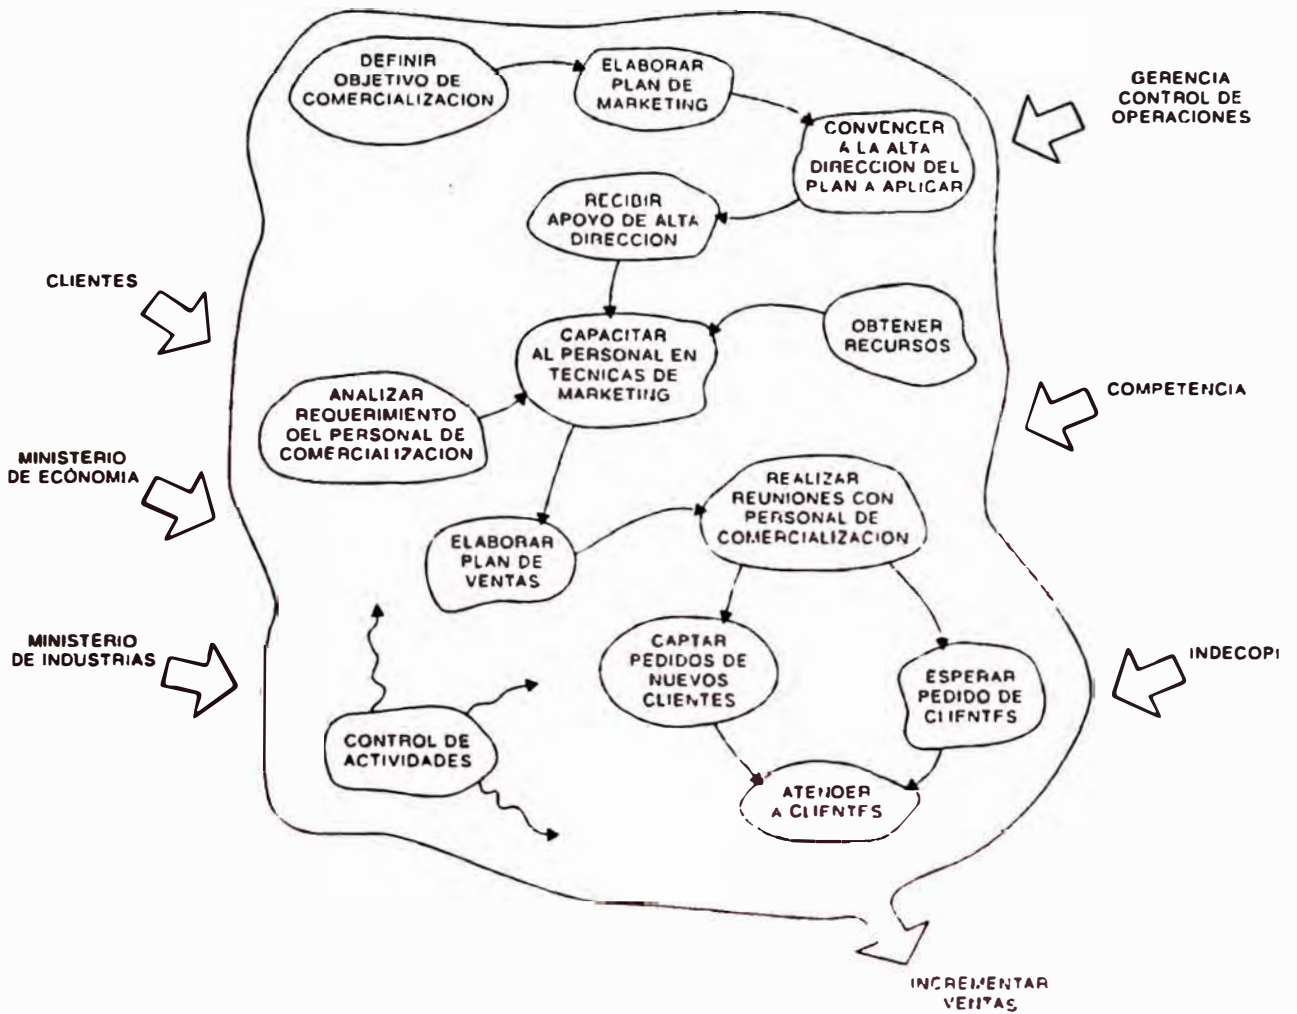 DEFINIR
OBJETIVO DE
COMERCIALIZACION
ELABORAR
PLAN DE
MARKETING
GERENCIA
CONTROL DE
OPERACIONES
CONVENCER
A LA ALTA
DIRECCION DEL
PLAN A APLICAR
RECIBIR
APOYO DE ALTA
DIRECCION
CLIENTES
OBTENER
RECURSOS
CAPACITAR
AL PERSONAL EN
TECNICAS DE
MARKETING
ANALIZAR
REQUERIMIENTO
DEL PERSONAL DE
COMERCIALIZACION
COMPETENCIA
MINISTERIO
DE ECÓNOMIA
REALIZAR
REUNIONES CON
PERSONAL DE
COMERCIALIZACION
ELABORAR
PLAN DE
VENTAS
MINISTERIO
DE INDUSTRIAS
CAPTAR
PEDIDOS DE
NUEVOS
CLIENTES
ESPERAR
PEDIDO DE
CLIENTES
INDECOPI
CONTROL DE
ACTIVIDADES
ATENDER
A CLIENTES
INCREMENTAR
VENTAS